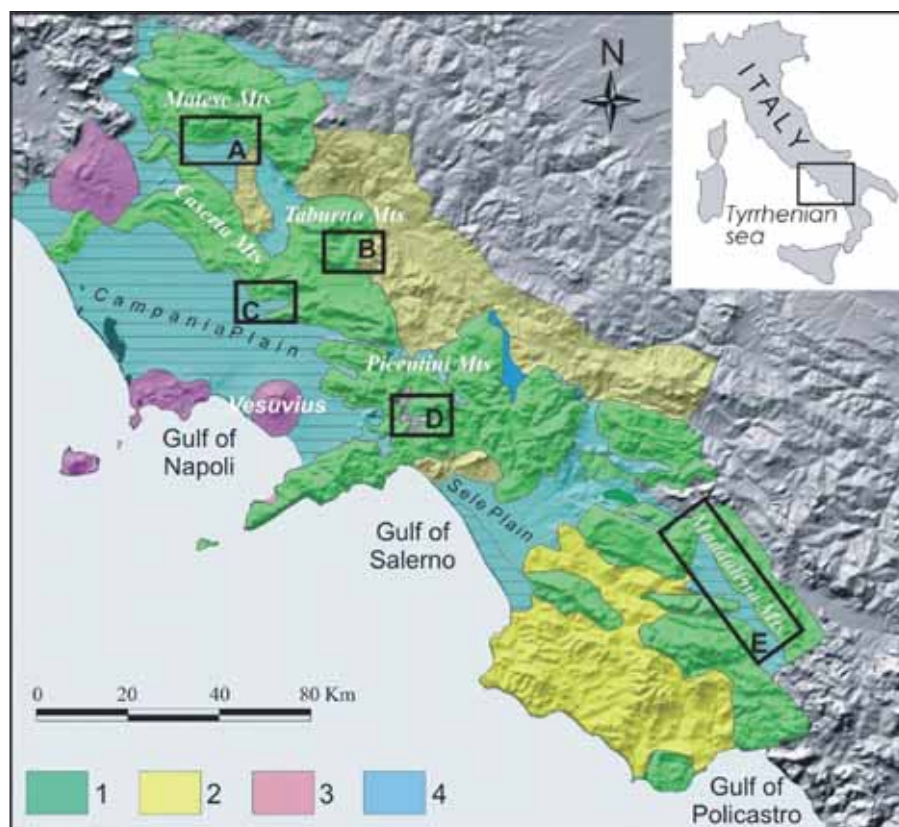 N
ITALY
Tyrrhenian
sea
Matese Mts
A
Caserta Mts
Taburno Mts
B
C
Campania Plain
Picentini Mts
Vesuvius
D
Gulf of
Napoli
Sele Plain
Gulf of
Salerno
Maddalena Mts
E
0 20 40 80 Km
1 2 3 4
Gulf of
Policastro